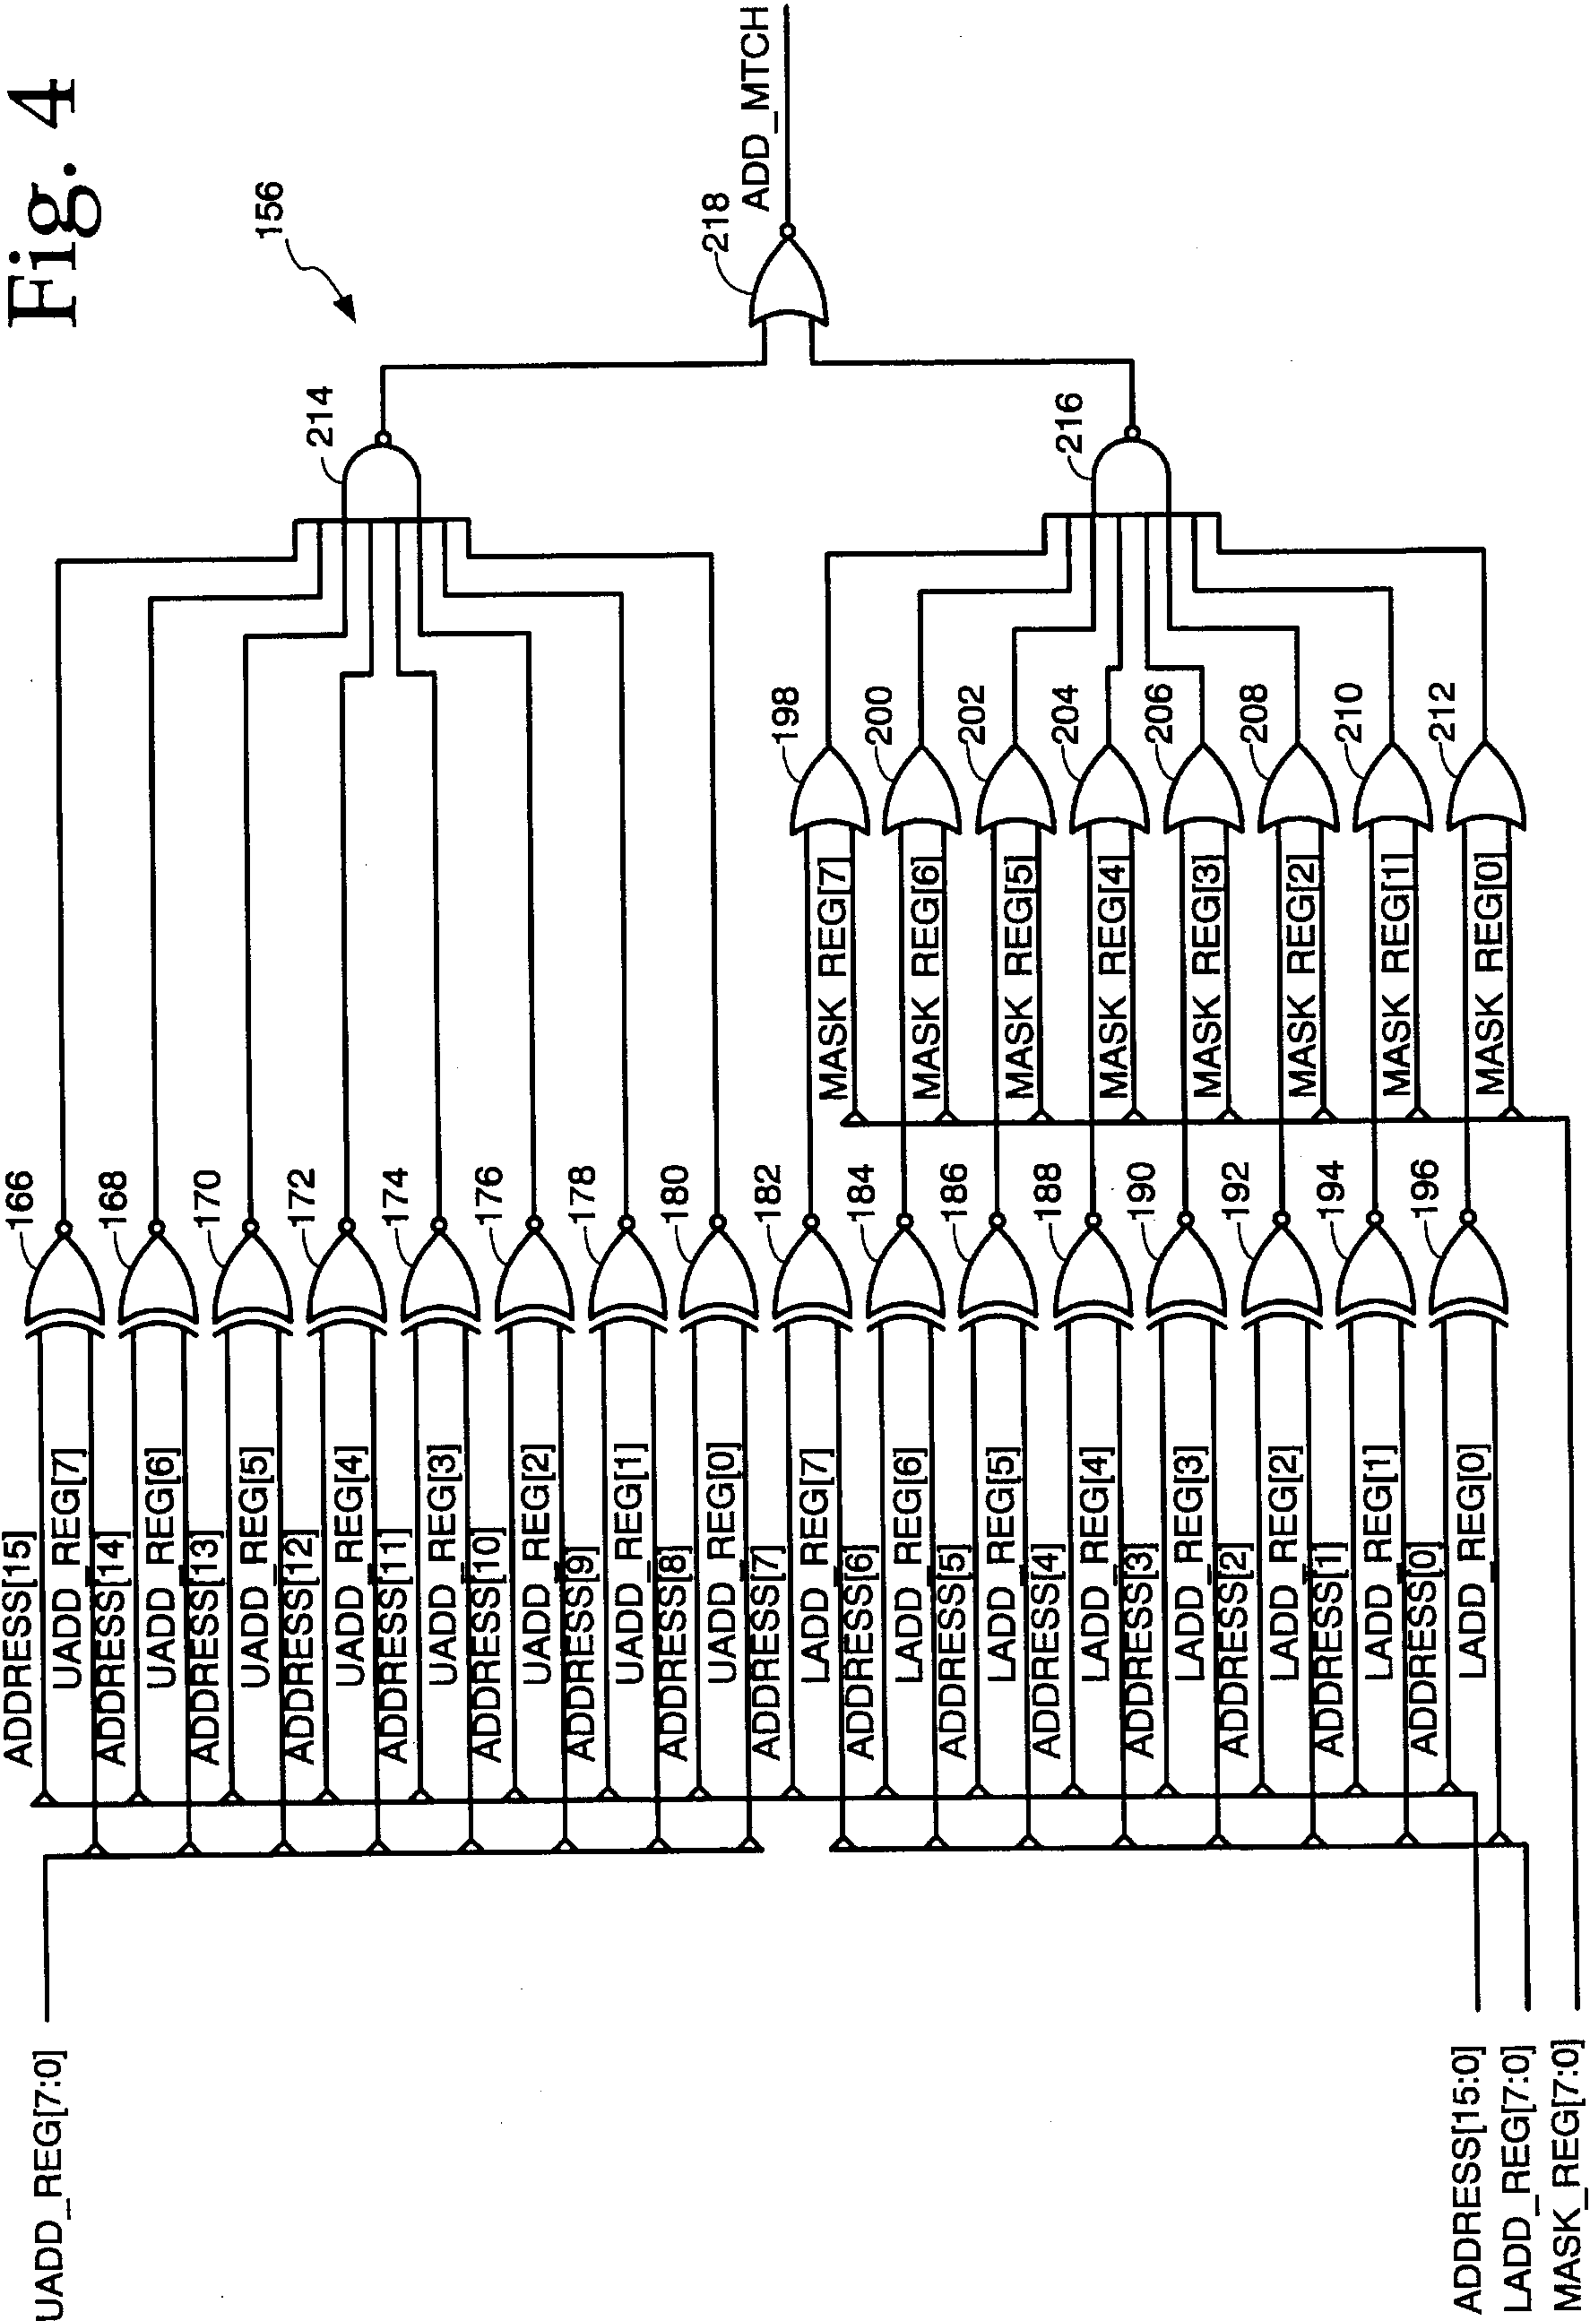 Fig. 4
156
UADD_REG[7:0]
ADDRESS[15]
UADD_REG[7]
166
ADDRESS[14]
UADD_REG[6]
168
ADDRESS[13]
UADD_REG[5]
170
ADDRESS[12]
UADD_REG[4]
172
ADDRESS[11]
UADD_REG[3]
174
ADDRESS[10]
UADD_REG[2]
176
ADDRESS[9]
UADD_REG[1]
178
ADDRESS[8]
UADD_REG[0]
180
ADDRESS[7]
LADD_REG[7]
182
ADDRESS[6]
LADD_REG[6]
184
ADDRESS[5]
LADD_REG[5]
186
ADDRESS[4]
LADD_REG[4]
188
ADDRESS[3]
LADD_REG[3]
190
ADDRESS[2]
LADD_REG[2]
192
ADDRESS[1]
LADD_REG[1]
194
ADDRESS[0]
LADD_REG[0]
196
MASK_REG[7]
198
MASK_REG[6]
200
MASK_REG[5]
202
MASK_REG[4]
204
MASK_REG[3]
206
MASK_REG[2]
208
MASK_REG[1]
210
MASK_REG[0]
212
214
216
218
ADD_MTCH
ADDRESS[15:0]
LADD_REG[7:0]
MASK_REG[7:0]